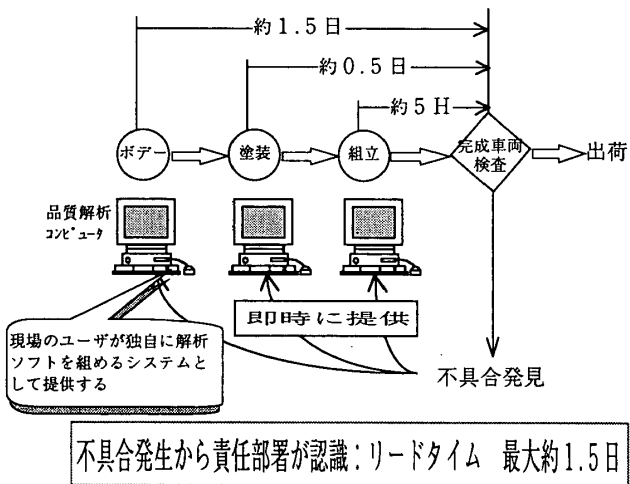 約1.5日
約0.5日
約5H
ボデー
塗装
組立
完成車両
検査
出荷
品質解析
ｺﾝﾋﾟｭｰﾀ
即時に提供
現場のユーザが独自に解析
ソフトを組めるシステムと
して提供する
不具合発見
不具合発生から責任部署が認識：リードタイム 最大約1.5日